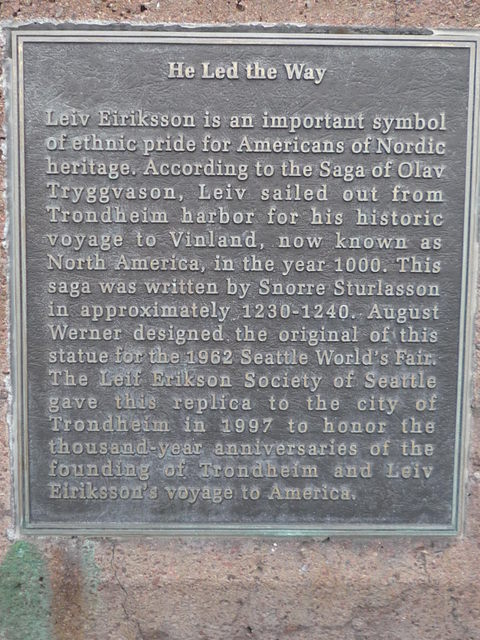 He Led the Way
Leiv Eiriksson is an important symbol
of ethnic pride for Americans of Nordic
heritage. According to the Saga of Olav
Tryggvason, Leiv sailed out from
Trondheim harbor for his historic
voyage to Vinland, now known as
North America, in the year 1000. This
saga was written by Snorre Sturlasson
in approximately 1230-1240. August
Werner designed the original of this
statue for the 1962 Seattle World's Fair.
The Leif Erikson Society of Seattle
gave this replica to the city of
Trondheim in 1997 to honor the
thousand-year anniversaries of the
founding of Trondheim and Leiv
Eiriksson's voyage to America.